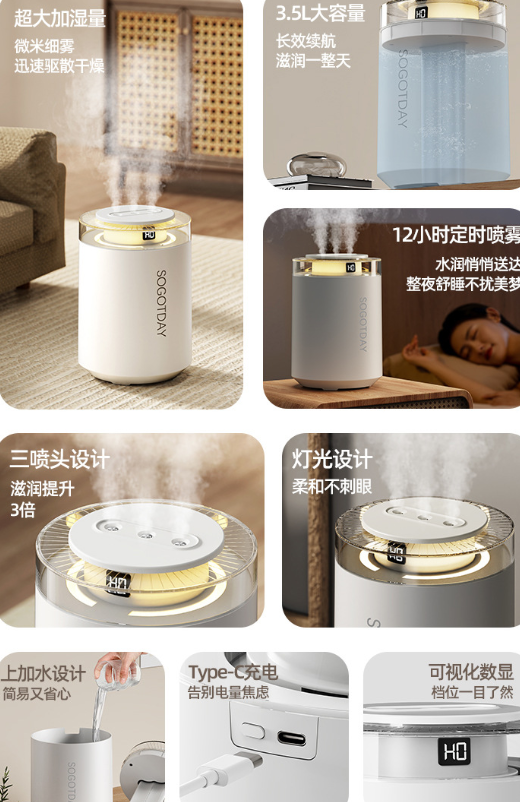 超大加湿量
微米细雾
迅速驱散干燥
H0
SOGOTDAY
3.5L大容量
长效续航
滋润一整天
H0
SOGOTDAY
12小时定时喷雾
水润悄悄送达
整夜舒睡不扰美梦
H0
SOGOTDAY
三喷头设计
滋润提升
3倍
H0
灯光设计
柔和不刺眼
上加水设计
简易又省心
SOGOTDAY
Type-C充电
告别电量焦虑
可视化数显
档位一目了然
H0